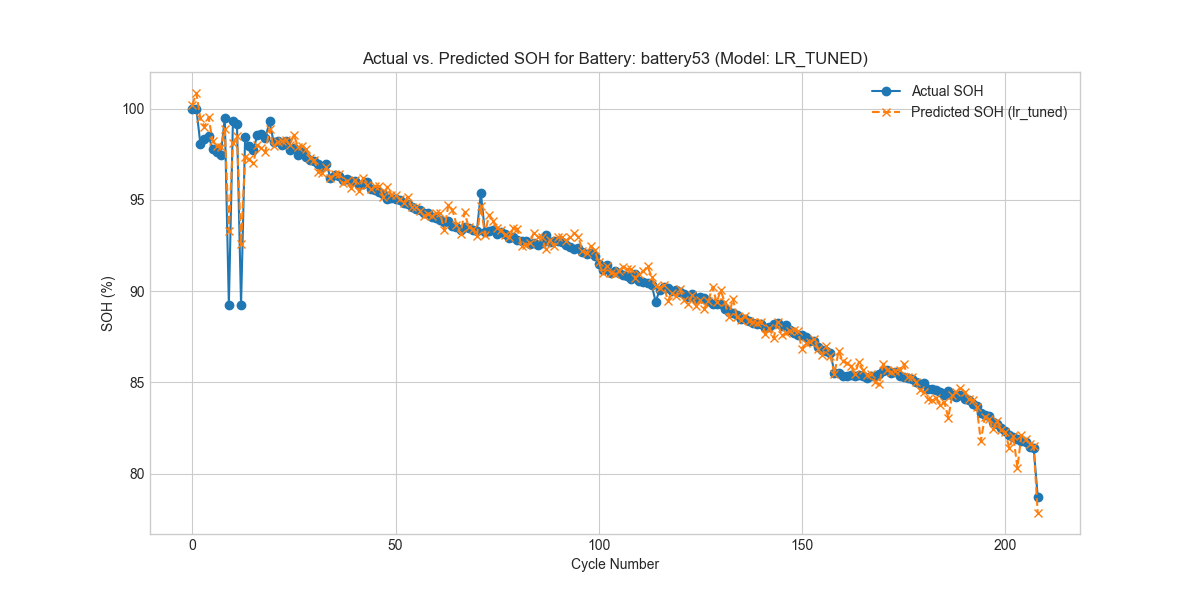 Actual vs. Predicted SOH for Battery: battery53 (Model: LR_TUNED)
Actual SOH
Predicted SOH (lr_tuned)
SOH (%)
100
95
90
85
80
0 50 100 150 200
Cycle Number